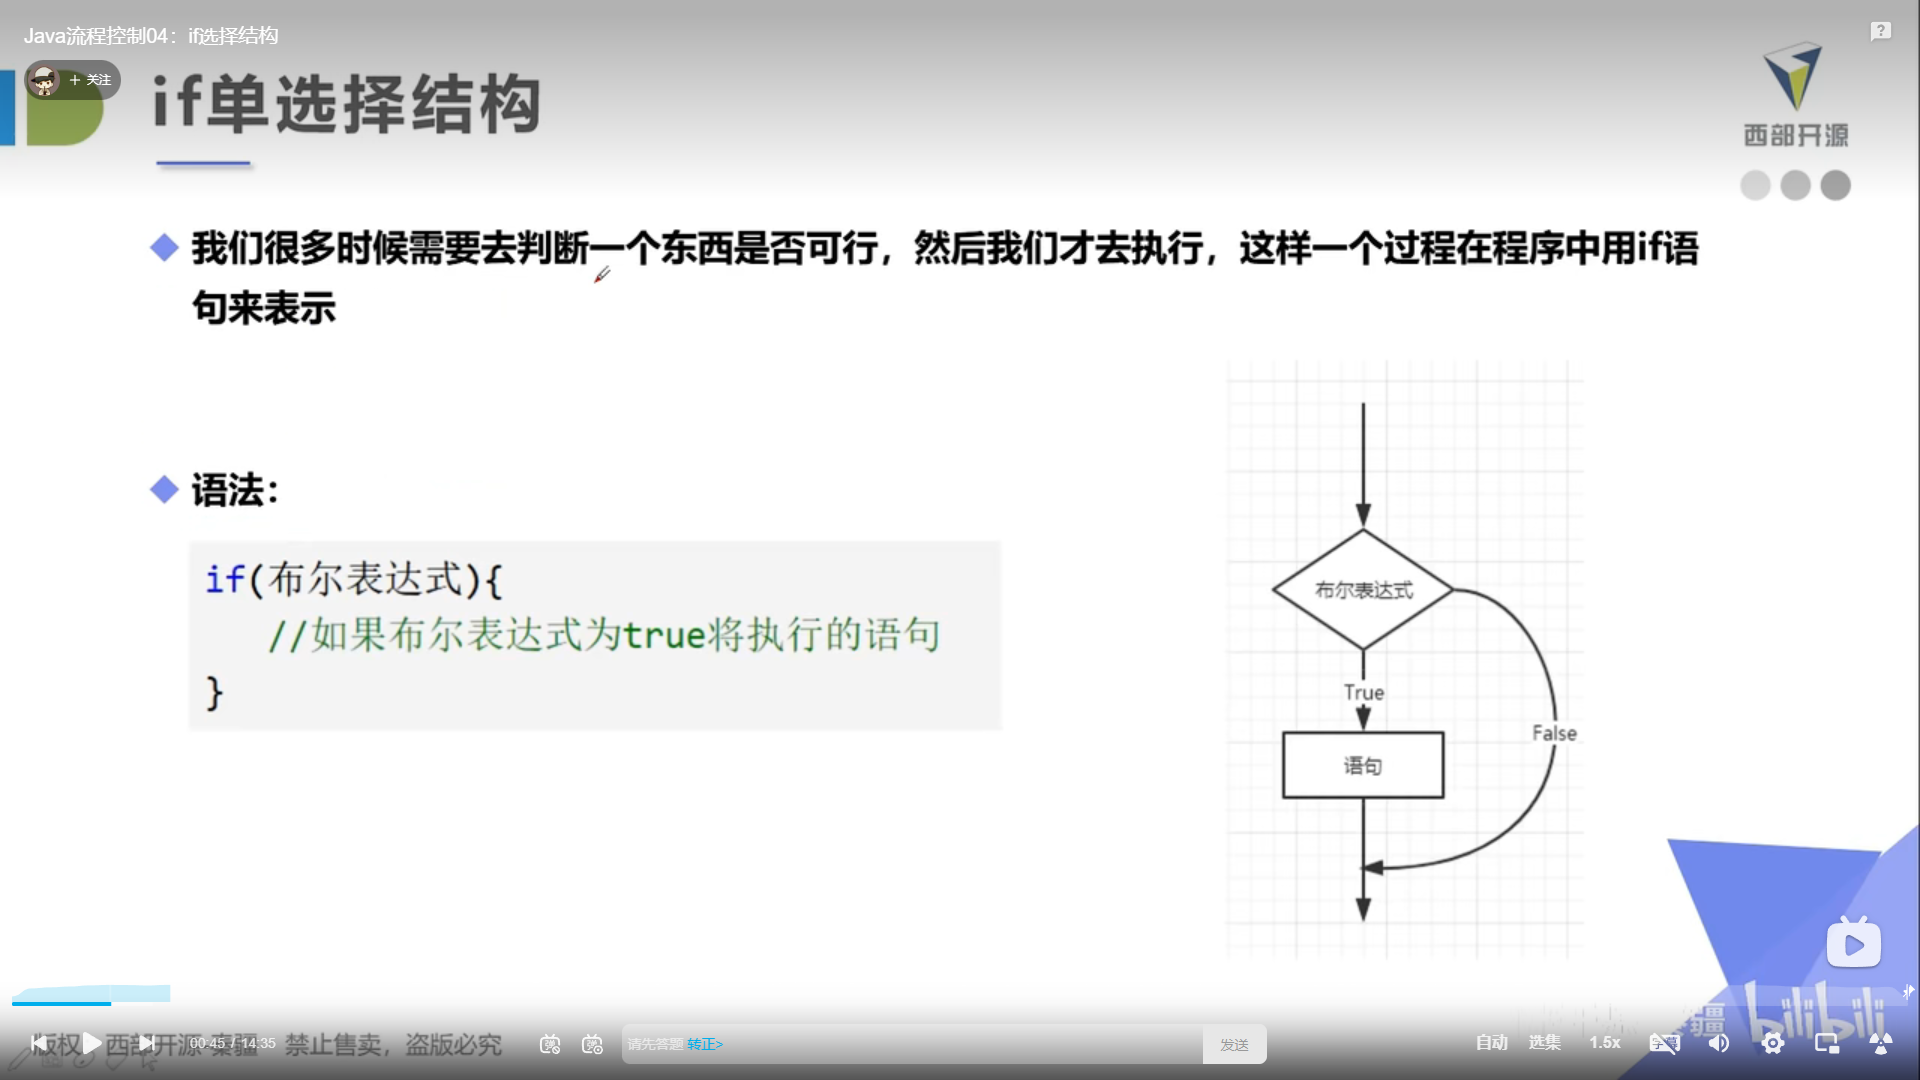 Java流程控制04：if选择结构
+ 关注
if单选择结构
西部开源
我们很多时候需要去判断一个东西是否可行，然后我们才去执行，这样一个过程在程序中用if语
句来表示
语法：
if(布尔表达式){
//如果布尔表达式为true将执行的语句
}
布尔表达式
True
False
语句
bilibili
版权 西部开源-秦疆 禁止售卖，盗版必究
00:45 / 14:35
请先答题 转正>
发送
自动 选集 1.5x 字幕